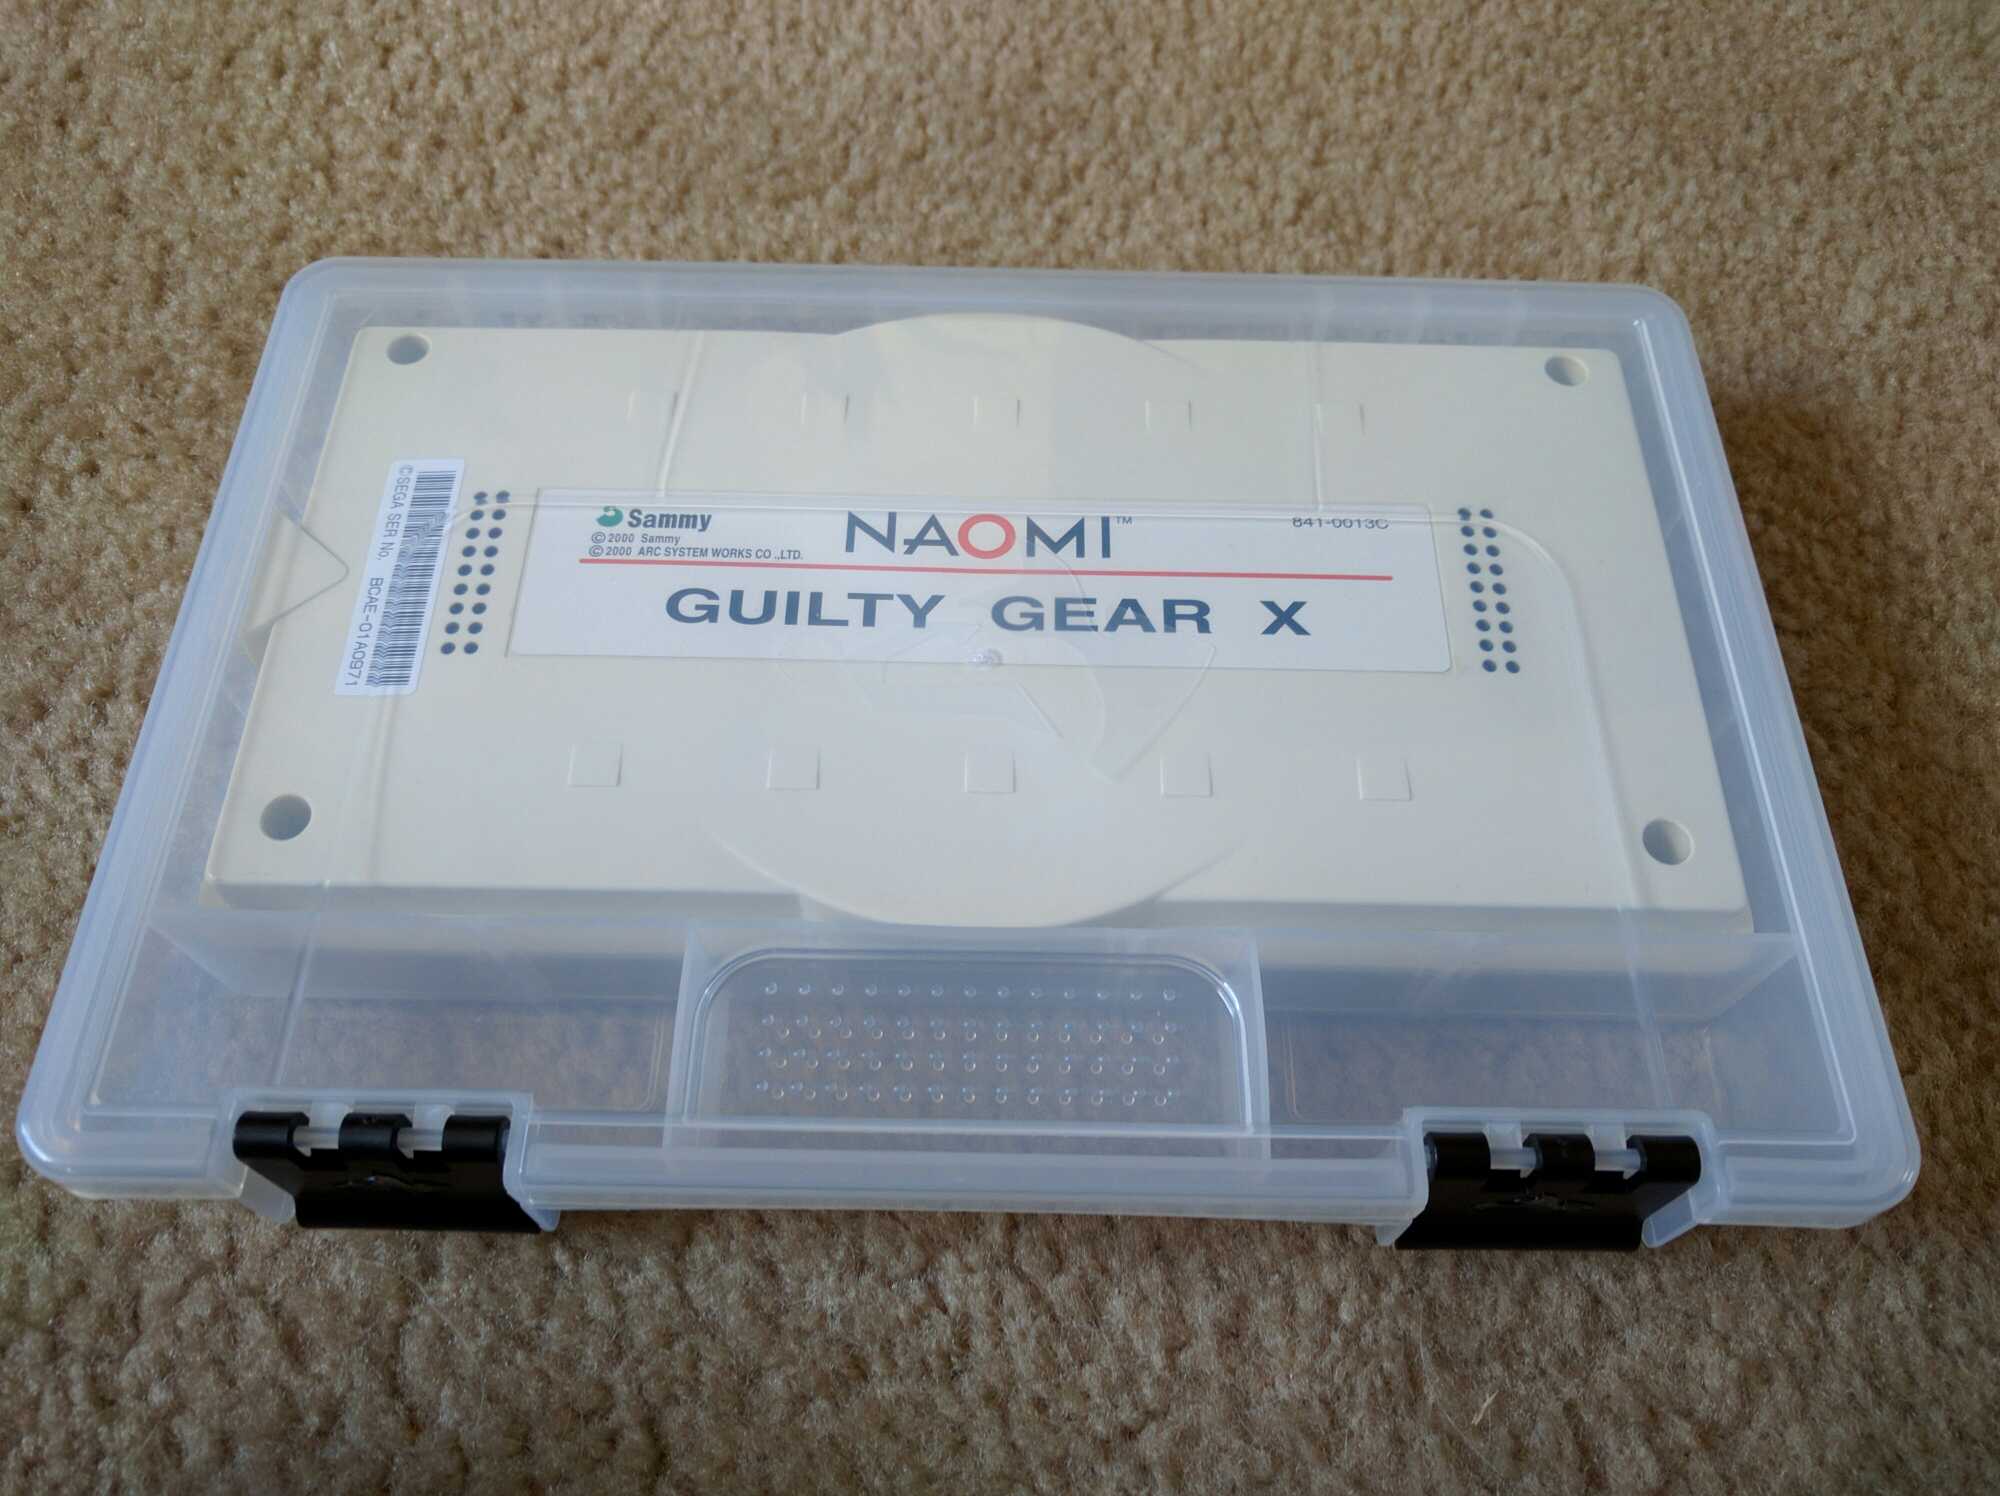 Sammy
© 2000 Sammy
© 2000 ARC SYSTEM WORKS CO .,LTD.
NAOMI™
841-0013C
GUILTY GEAR X
©SEGA SER No. BCAE-01A0971